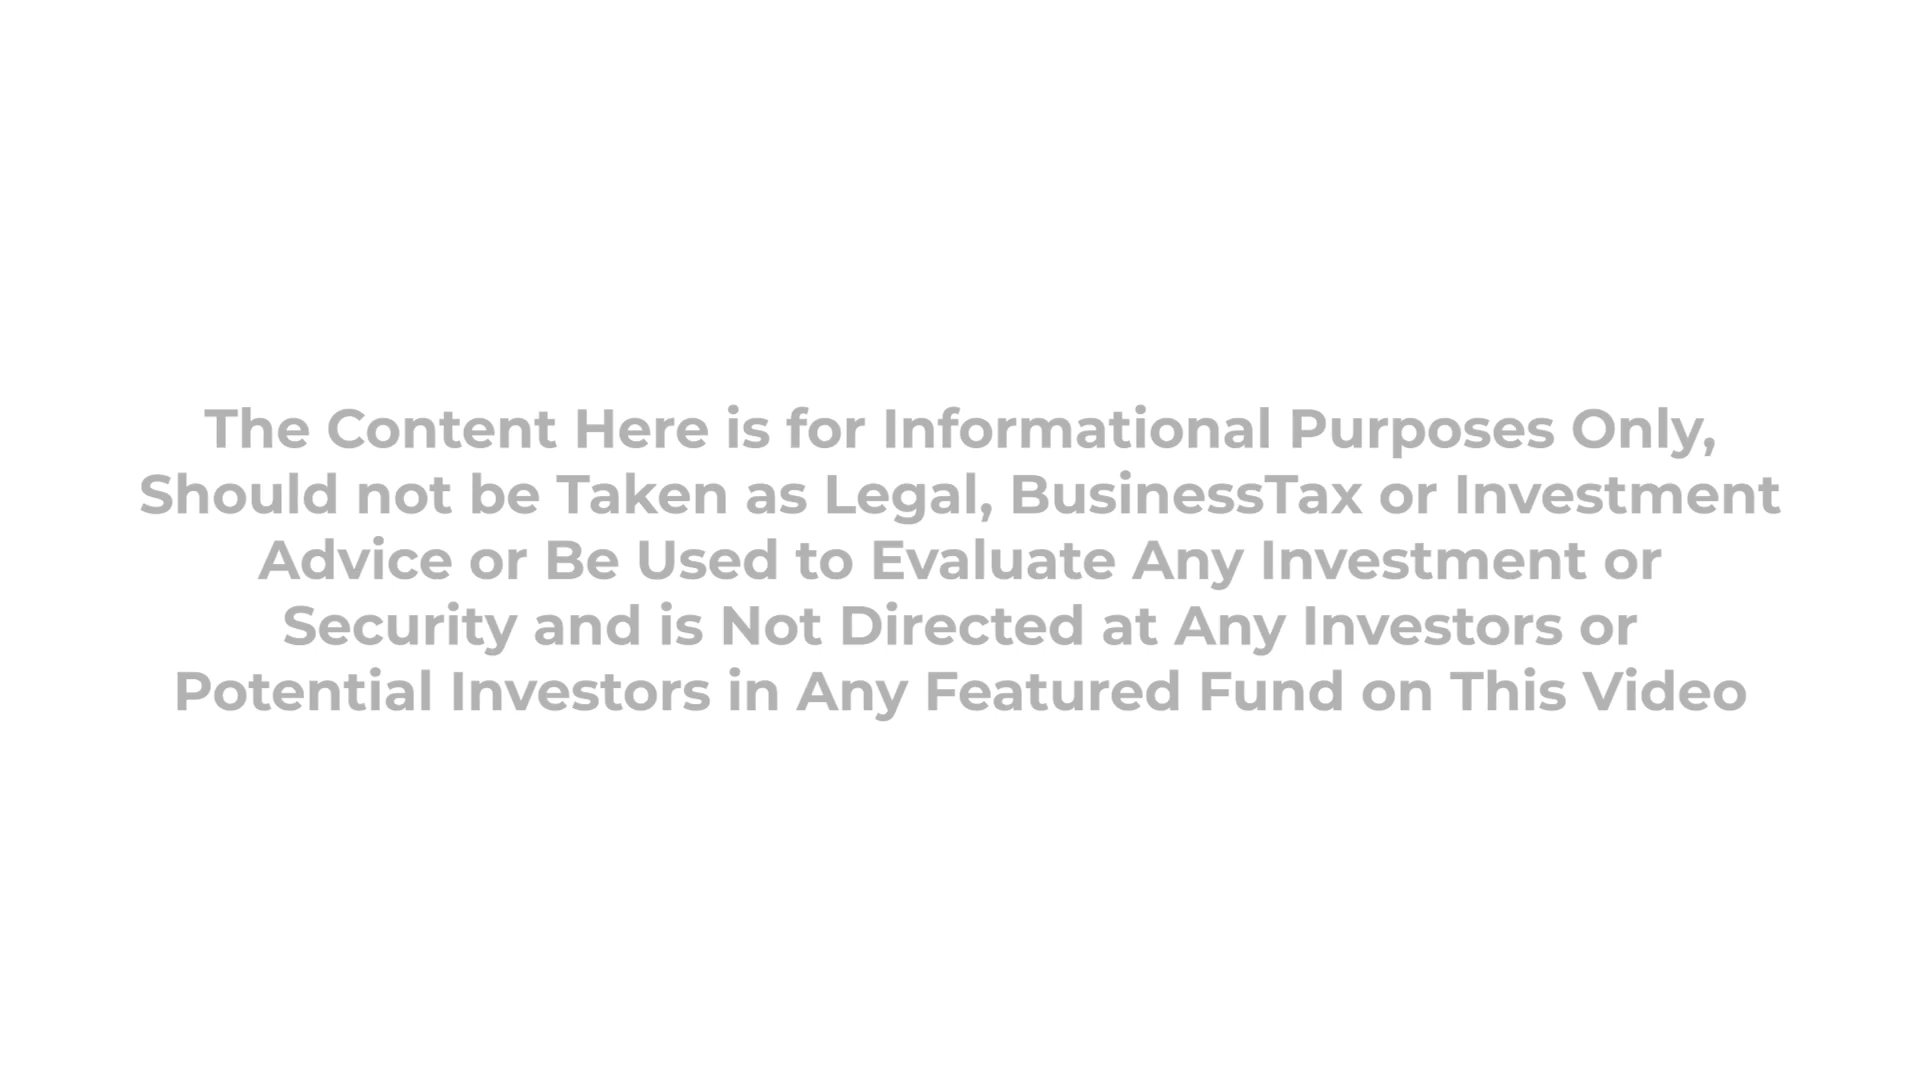 The Content Here is for Informational Purposes Only,
Should not be Taken as Legal, BusinessTax or Investment
Advice or Be Used to Evaluate Any Investment or
Security and is Not Directed at Any Investors or
Potential Investors in Any Featured Fund on This Video